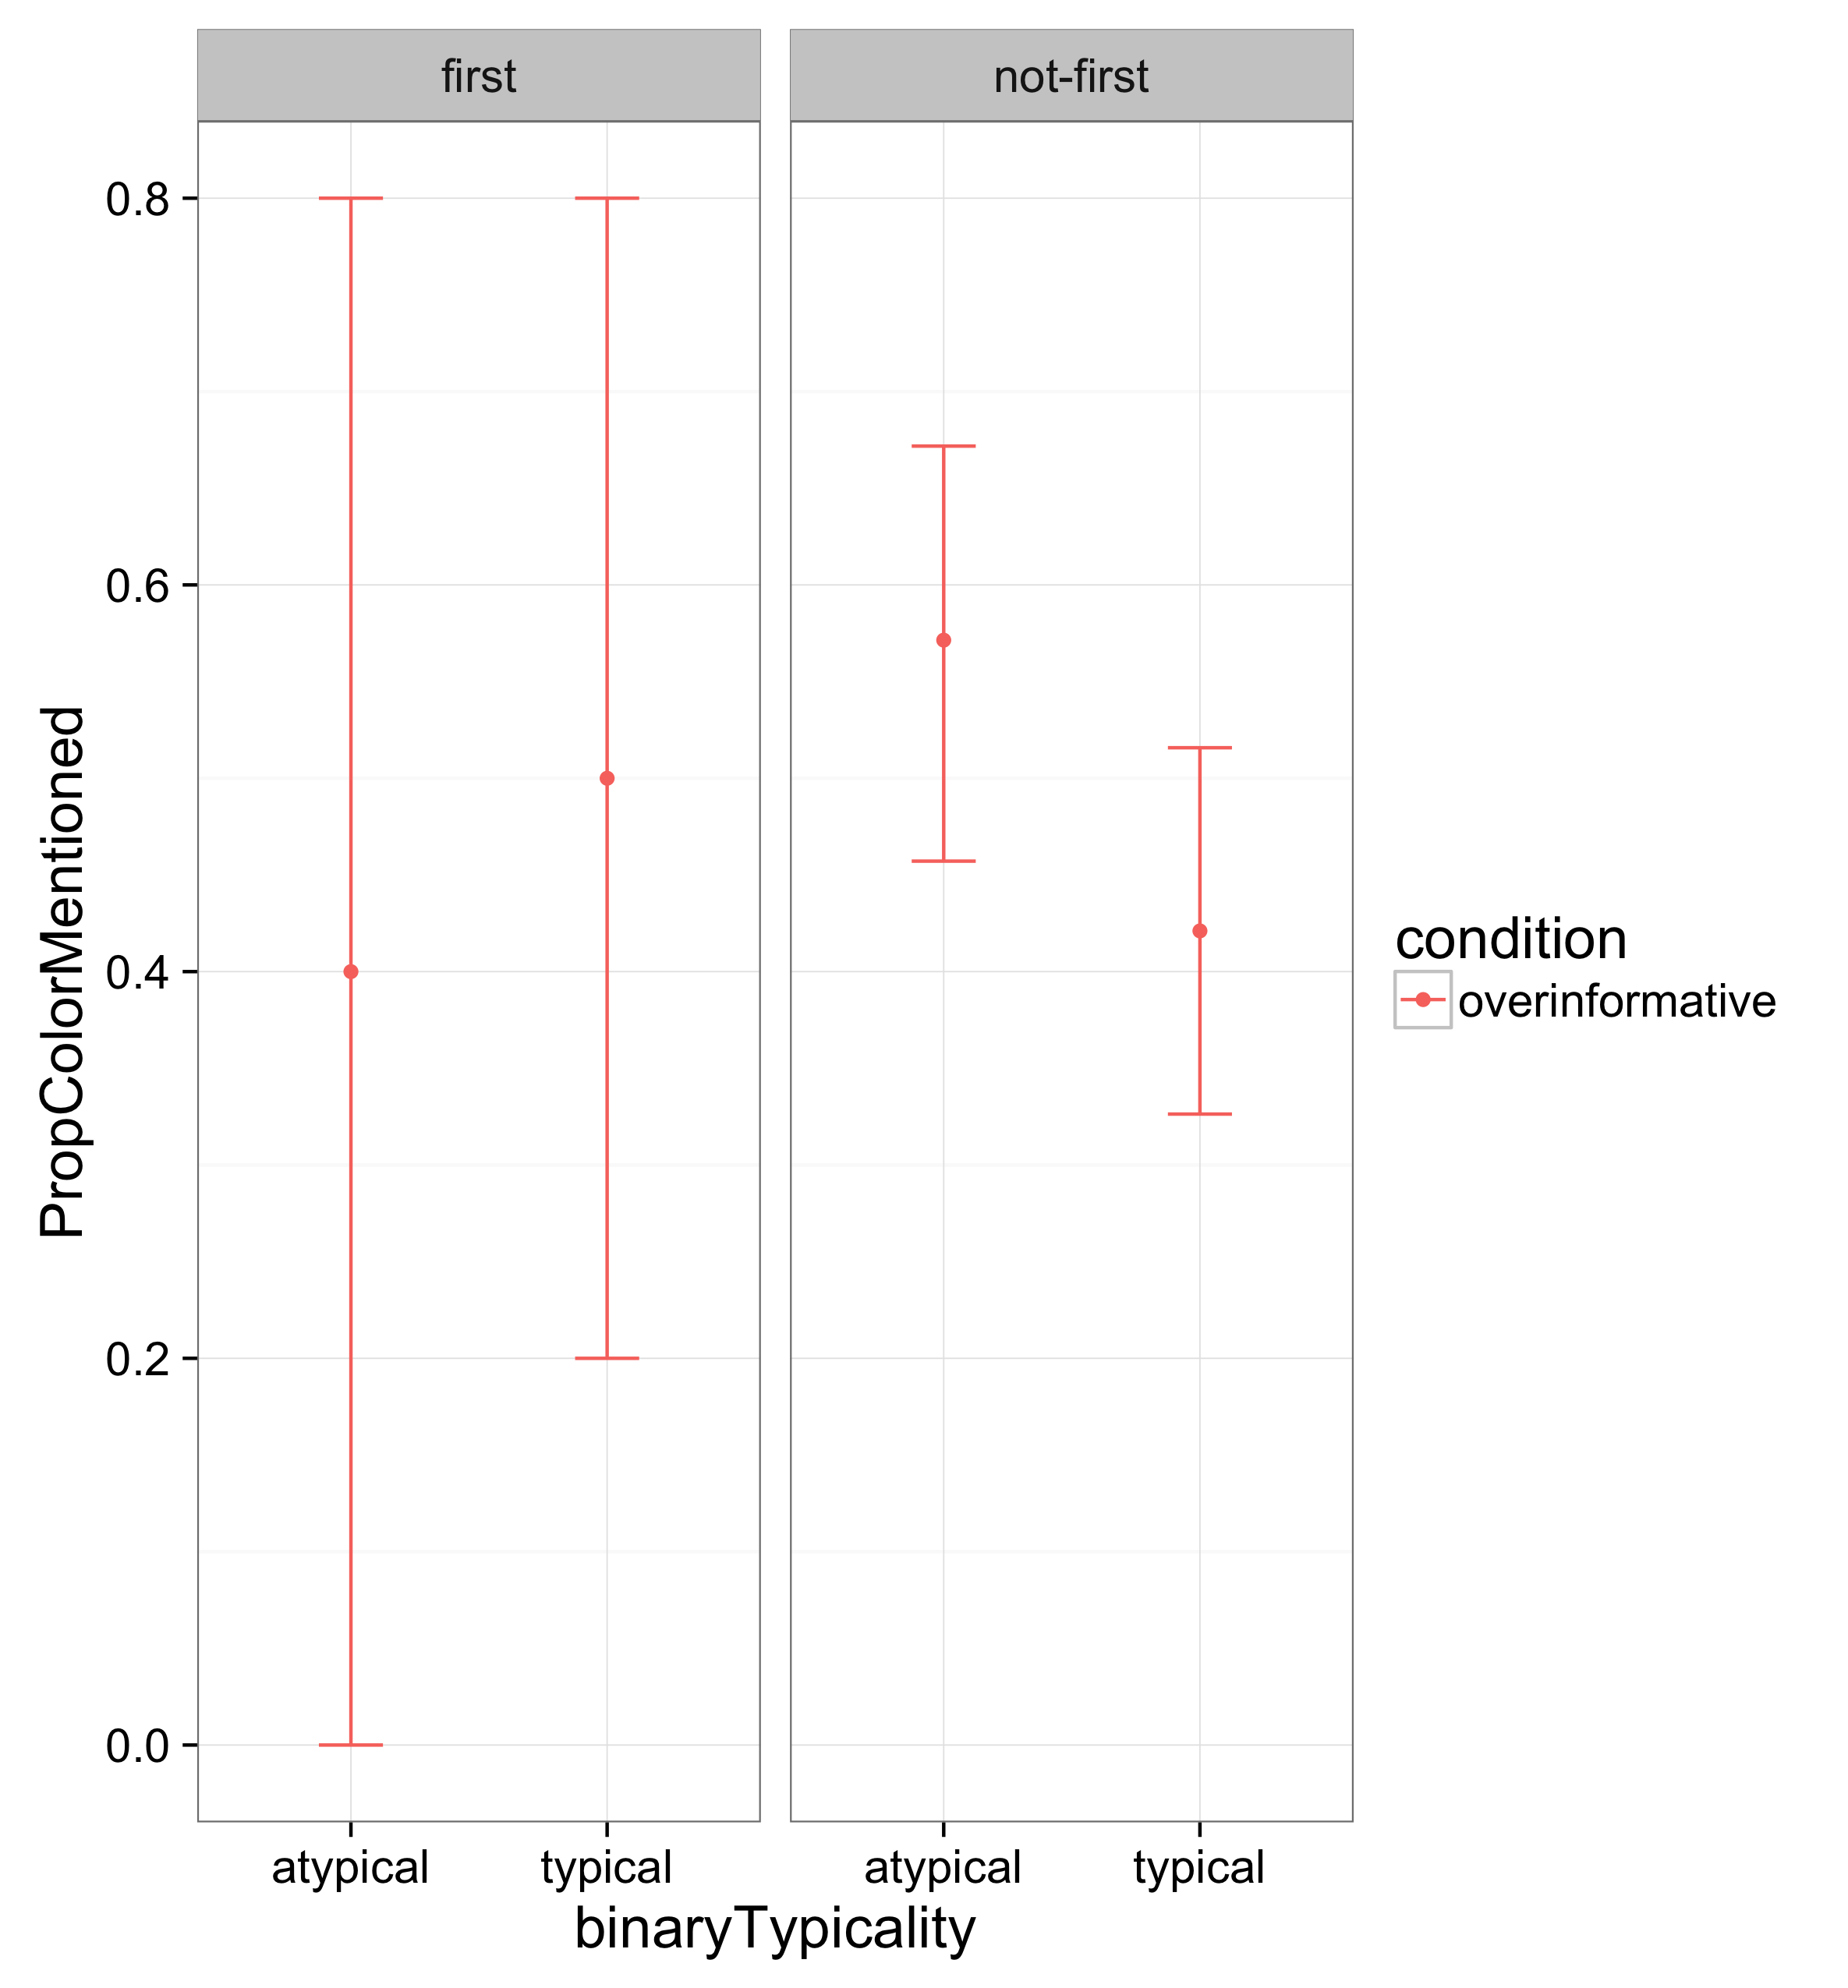 first
not-first
PropColorMentioned
0.8
0.6
0.4
0.2
0.0
atypical
typical
atypical
typical
binaryTypicality
condition
overinformative